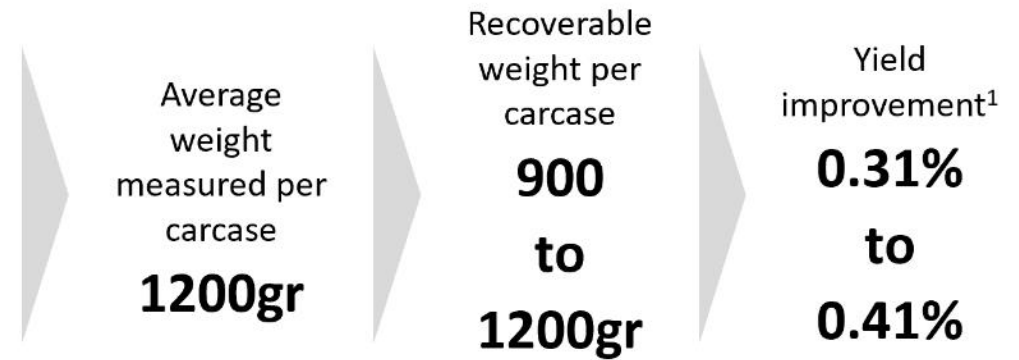 Average
weight
measured per
carcase
1200gr
Recoverable
weight per
carcase
900
to
1200gr
Yield
improvement¹
0.31%
to
0.41%